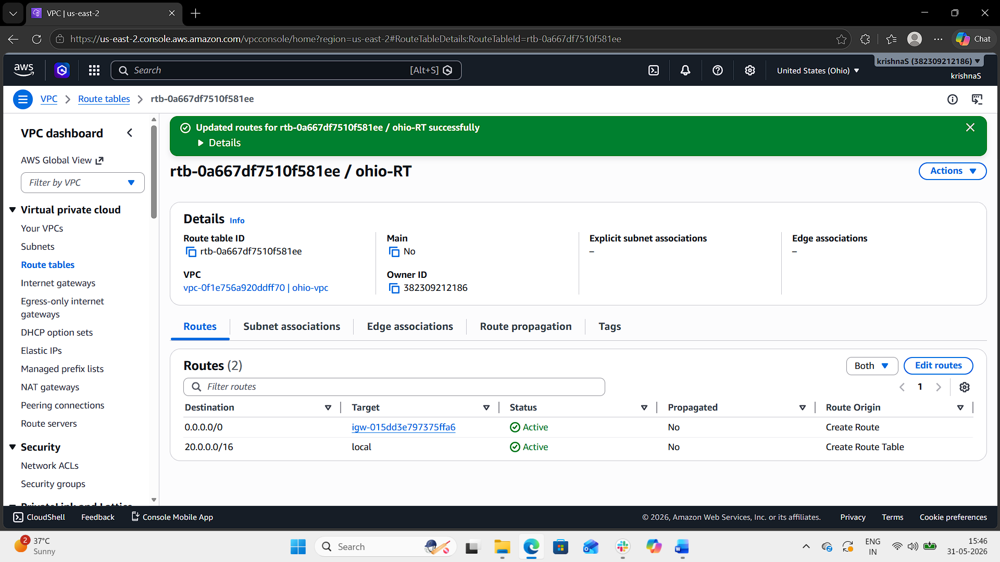 VPC | us-east-2
https://us-east-2.console.aws.amazon.com/vpcconsole/home?region=us-east-2#RouteTableDetails:RouteTableId=rtb-0a667df7510f581ee
Chat
aws
Search
[Alt+S]
United States (Ohio)
krishnaS (382309212186)
krishnaS
VPC
Route tables
rtb-0a667df7510f581ee
VPC dashboard
AWS Global View
Filter by VPC
Virtual private cloud
Your VPCs
Subnets
Route tables
Internet gateways
Egress-only internet
gateways
DHCP option sets
Elastic IPs
Managed prefix lists
NAT gateways
Peering connections
Route servers
Security
Network ACLs
Security groups
PrivateLink and Lattice
Updated routes for rtb-0a667df7510f581ee / ohio-RT successfully
Details
rtb-0a667df7510f581ee / ohio-RT
Actions
Details Info
Route table ID
rtb-0a667df7510f581ee
Main
No
Explicit subnet associations
–
Edge associations
–
VPC
vpc-0f1e756a920ddff70 | ohio-vpc
Owner ID
382309212186
Routes
Subnet associations
Edge associations
Route propagation
Tags
Routes (2)
Both
Edit routes
Filter routes
1
Destination Target Status Propagated Route Origin
0.0.0.0/0 igw-015dd3e797375ffa6 Active No Create Route
20.0.0.0/16 local Active No Create Route Table
CloudShell
Feedback
Console Mobile App
© 2026, Amazon Web Services, Inc. or its affiliates.
Privacy
Terms
Cookie preferences
2
37°C
Sunny
Search
ENG
IN
15:46
31-05-2026